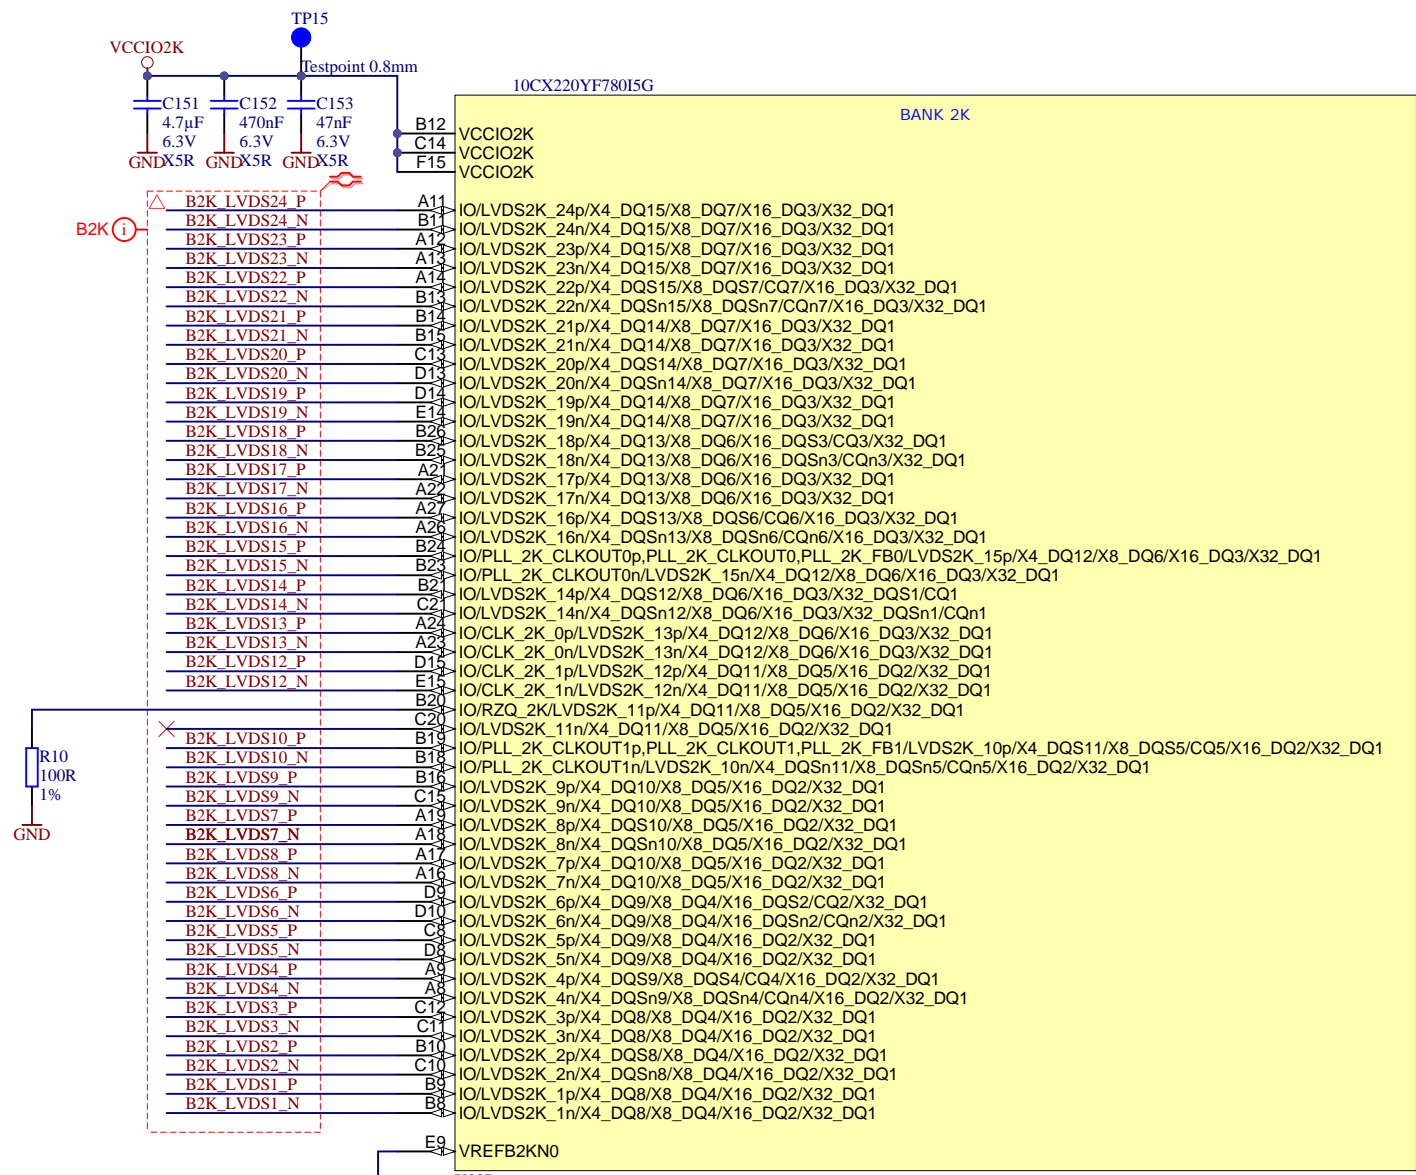 TP15
VCCIO2K
Testpoint 0.8mm
10CX220YF780I5G
BANK 2K
C151 C152 C153
4.7µF 470nF 47nF
6.3V 6.3V 6.3V
X5R X5R X5R
GND GND GND
B12 VCCIO2K
C14 VCCIO2K
F15 VCCIO2K
B2K i
B2K_LVDS24_P A11 IO/LVDS2K_24p/X4_DQ15/X8_DQ7/X16_DQ3/X32_DQ1
B2K_LVDS24_N B11 IO/LVDS2K_24n/X4_DQ15/X8_DQ7/X16_DQ3/X32_DQ1
B2K_LVDS23_P A12 IO/LVDS2K_23p/X4_DQ15/X8_DQ7/X16_DQ3/X32_DQ1
B2K_LVDS23_N A13 IO/LVDS2K_23n/X4_DQ15/X8_DQ7/X16_DQ3/X32_DQ1
B2K_LVDS22_P A14 IO/LVDS2K_22p/X4_DQS15/X8_DQS7/CQ7/X16_DQ3/X32_DQ1
B2K_LVDS22_N B13 IO/LVDS2K_22n/X4_DQSn15/X8_DQSn7/CQn7/X16_DQ3/X32_DQ1
B2K_LVDS21_P B14 IO/LVDS2K_21p/X4_DQ14/X8_DQ7/X16_DQ3/X32_DQ1
B2K_LVDS21_N B15 IO/LVDS2K_21n/X4_DQ14/X8_DQ7/X16_DQ3/X32_DQ1
B2K_LVDS20_P C13 IO/LVDS2K_20p/X4_DQS14/X8_DQ7/X16_DQ3/X32_DQ1
B2K_LVDS20_N D13 IO/LVDS2K_20n/X4_DQSn14/X8_DQ7/X16_DQ3/X32_DQ1
B2K_LVDS19_P D14 IO/LVDS2K_19p/X4_DQ14/X8_DQ7/X16_DQ3/X32_DQ1
B2K_LVDS19_N E14 IO/LVDS2K_19n/X4_DQ14/X8_DQ7/X16_DQ3/X32_DQ1
B2K_LVDS18_P B26 IO/LVDS2K_18p/X4_DQ13/X8_DQ6/X16_DQS3/CQ3/X32_DQ1
B2K_LVDS18_N B25 IO/LVDS2K_18n/X4_DQ13/X8_DQ6/X16_DQSn3/CQn3/X32_DQ1
B2K_LVDS17_P A21 IO/LVDS2K_17p/X4_DQ13/X8_DQ6/X16_DQ3/X32_DQ1
B2K_LVDS17_N A22 IO/LVDS2K_17n/X4_DQ13/X8_DQ6/X16_DQ3/X32_DQ1
B2K_LVDS16_P A27 IO/LVDS2K_16p/X4_DQS13/X8_DQS6/CQ6/X16_DQ3/X32_DQ1
B2K_LVDS16_N A26 IO/LVDS2K_16n/X4_DQSn13/X8_DQSn6/CQn6/X16_DQ3/X32_DQ1
B2K_LVDS15_P B24 IO/PLL_2K_CLKOUT0p,PLL_2K_CLKOUT0,PLL_2K_FB0/LVDS2K_15p/X4_DQ12/X8_DQ6/X16_DQ3/X32_DQ1
B2K_LVDS15_N B23 IO/PLL_2K_CLKOUT0n/LVDS2K_15n/X4_DQ12/X8_DQ6/X16_DQ3/X32_DQ1
B2K_LVDS14_P B21 IO/LVDS2K_14p/X4_DQS12/X8_DQ6/X16_DQ3/X32_DQS1/CQ1
B2K_LVDS14_N C21 IO/LVDS2K_14n/X4_DQSn12/X8_DQ6/X16_DQ3/X32_DQSn1/CQn1
B2K_LVDS13_P A24 IO/CLK_2K_0p/LVDS2K_13p/X4_DQ12/X8_DQ6/X16_DQ3/X32_DQ1
B2K_LVDS13_N A23 IO/CLK_2K_0n/LVDS2K_13n/X4_DQ12/X8_DQ6/X16_DQ3/X32_DQ1
B2K_LVDS12_P D15 IO/CLK_2K_1p/LVDS2K_12p/X4_DQ11/X8_DQ5/X16_DQ2/X32_DQ1
B2K_LVDS12_N E15 IO/CLK_2K_1n/LVDS2K_12n/X4_DQ11/X8_DQ5/X16_DQ2/X32_DQ1
B20 IO/RZQ_2K/LVDS2K_11p/X4_DQ11/X8_DQ5/X16_DQ2/X32_DQ1
C20 IO/LVDS2K_11n/X4_DQ11/X8_DQ5/X16_DQ2/X32_DQ1
B2K_LVDS10_P B19 IO/PLL_2K_CLKOUT1p,PLL_2K_CLKOUT1,PLL_2K_FB1/LVDS2K_10p/X4_DQS11/X8_DQS5/CQ5/X16_DQ2/X32_DQ1
B2K_LVDS10_N B18 IO/PLL_2K_CLKOUT1n/LVDS2K_10n/X4_DQSn11/X8_DQSn5/CQn5/X16_DQ2/X32_DQ1
R10
100R
1%
GND
B2K_LVDS9_P B16 IO/LVDS2K_9p/X4_DQ10/X8_DQ5/X16_DQ2/X32_DQ1
B2K_LVDS9_N C15 IO/LVDS2K_9n/X4_DQ10/X8_DQ5/X16_DQ2/X32_DQ1
B2K_LVDS7_P A19 IO/LVDS2K_8p/X4_DQS10/X8_DQ5/X16_DQ2/X32_DQ1
B2K_LVDS7_N A18 IO/LVDS2K_8n/X4_DQSn10/X8_DQ5/X16_DQ2/X32_DQ1
B2K_LVDS8_P A17 IO/LVDS2K_7p/X4_DQ10/X8_DQ5/X16_DQ2/X32_DQ1
B2K_LVDS8_N A16 IO/LVDS2K_7n/X4_DQ10/X8_DQ5/X16_DQ2/X32_DQ1
B2K_LVDS6_P D9 IO/LVDS2K_6p/X4_DQ9/X8_DQ4/X16_DQS2/CQ2/X32_DQ1
B2K_LVDS6_N D10 IO/LVDS2K_6n/X4_DQ9/X8_DQ4/X16_DQSn2/CQn2/X32_DQ1
B2K_LVDS5_P C8 IO/LVDS2K_5p/X4_DQ9/X8_DQ4/X16_DQ2/X32_DQ1
B2K_LVDS5_N D8 IO/LVDS2K_5n/X4_DQ9/X8_DQ4/X16_DQ2/X32_DQ1
B2K_LVDS4_P A9 IO/LVDS2K_4p/X4_DQS9/X8_DQS4/CQ4/X16_DQ2/X32_DQ1
B2K_LVDS4_N A8 IO/LVDS2K_4n/X4_DQSn9/X8_DQSn4/CQn4/X16_DQ2/X32_DQ1
B2K_LVDS3_P C12 IO/LVDS2K_3p/X4_DQ8/X8_DQ4/X16_DQ2/X32_DQ1
B2K_LVDS3_N C11 IO/LVDS2K_3n/X4_DQ8/X8_DQ4/X16_DQ2/X32_DQ1
B2K_LVDS2_P B10 IO/LVDS2K_2p/X4_DQS8/X8_DQ4/X16_DQ2/X32_DQ1
B2K_LVDS2_N C10 IO/LVDS2K_2n/X4_DQSn8/X8_DQ4/X16_DQ2/X32_DQ1
B2K_LVDS1_P B9 IO/LVDS2K_1p/X4_DQ8/X8_DQ4/X16_DQ2/X32_DQ1
B2K_LVDS1_N B8 IO/LVDS2K_1n/X4_DQ8/X8_DQ4/X16_DQ2/X32_DQ1
E9 VREFB2KN0